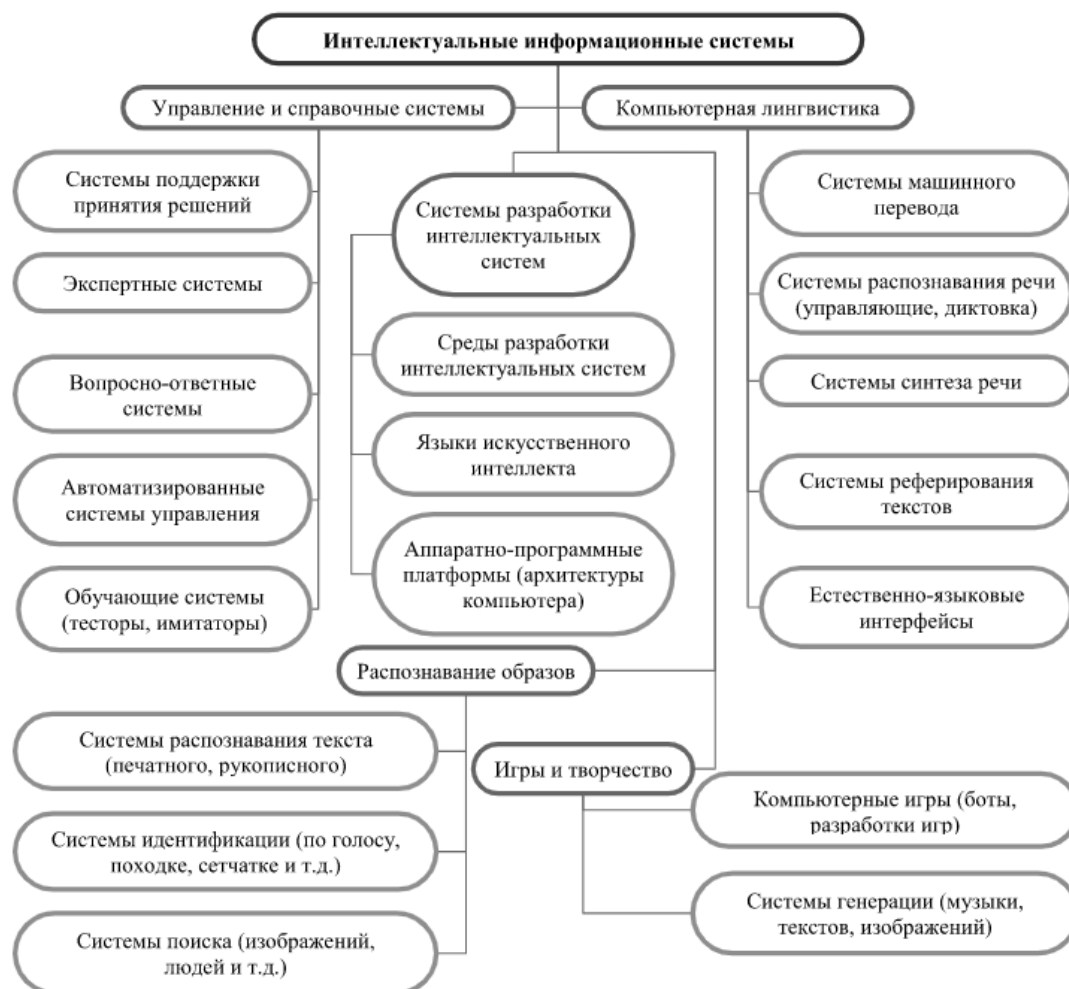 Интеллектуальные информационные системы
Управление и справочные системы
Системы поддержки
принятия решений
Экспертные системы
Вопросно-ответные
системы
Автоматизированные
системы управления
Обучающие системы
(тесторы, имитаторы)
Системы разработки
интеллектуальных
систем
Среды разработки
интеллектуальных систем
Языки искусственного
интеллекта
Аппаратно-программные
платформы (архитектуры
компьютера)
Компьютерная лингвистика
Системы машинного
перевода
Системы распознавания речи
(управляющие, диктовка)
Системы синтеза речи
Системы реферирования
текстов
Естественно-языковые
интерфейсы
Распознавание образов
Системы распознавания текста
(печатного, рукописного)
Системы идентификации (по голосу,
походке, сетчатке и т.д.)
Системы поиска (изображений,
людей и т.д.)
Игры и творчество
Компьютерные игры (боты,
разработки игр)
Системы генерации (музыки,
текстов, изображений)